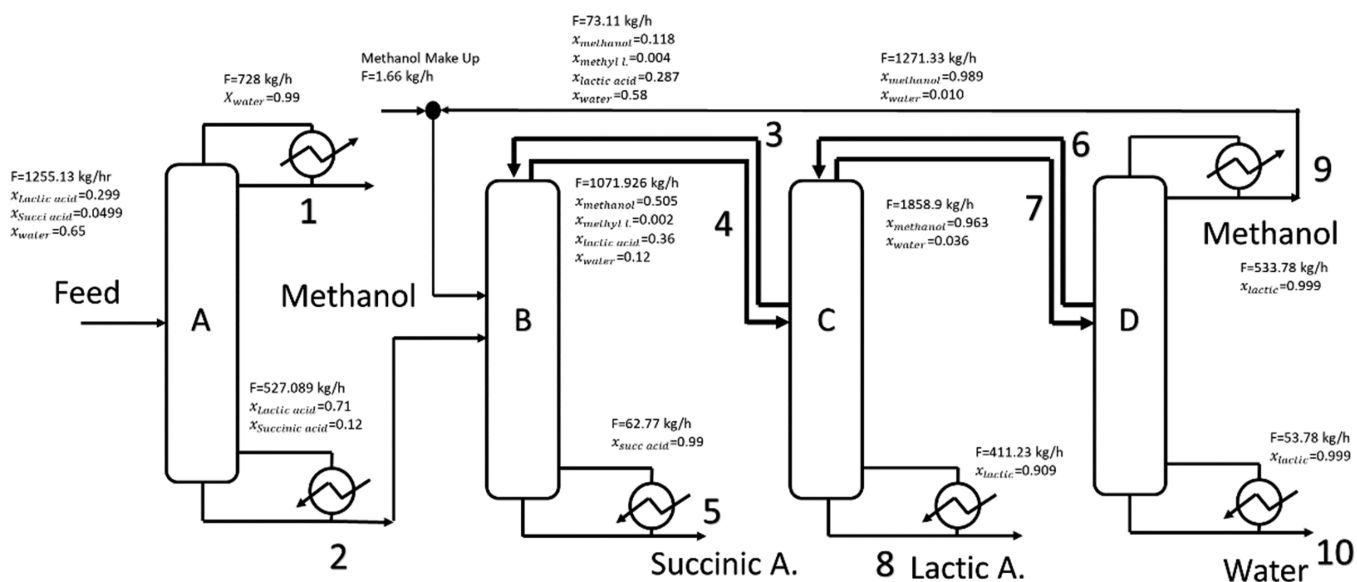 F=73.11 kg/h
x_methanol=0.118
x_methyl l.=0.004
x_lactic acid=0.287
x_water=0.58
Methanol Make Up
F=1.66 kg/h
F=1271.33 kg/h
x_methanol=0.989
x_water=0.010
F=728 kg/h
X_water=0.99
F=1255.13 kg/hr
x_Lactic acid=0.299
x_Succi acid=0.0499
x_water=0.65
1
3
F=1071.926 kg/h
x_methanol=0.505
x_methyl l.=0.002
x_lactic acid=0.36
x_water=0.12
4
6
F=1858.9 kg/h
x_methanol=0.963
x_water=0.036
7
9
Methanol
F=533.78 kg/h
x_lactic=0.999
Feed
Methanol
A
B
C
D
F=527.089 kg/h
x_Lactic acid=0.71
x_Succinic acid=0.12
F=62.77 kg/h
x_succ acid=0.99
F=411.23 kg/h
x_lactic=0.909
F=53.78 kg/h
x_lactic=0.999
2
5
Succinic A.
8
Lactic A.
Water
10